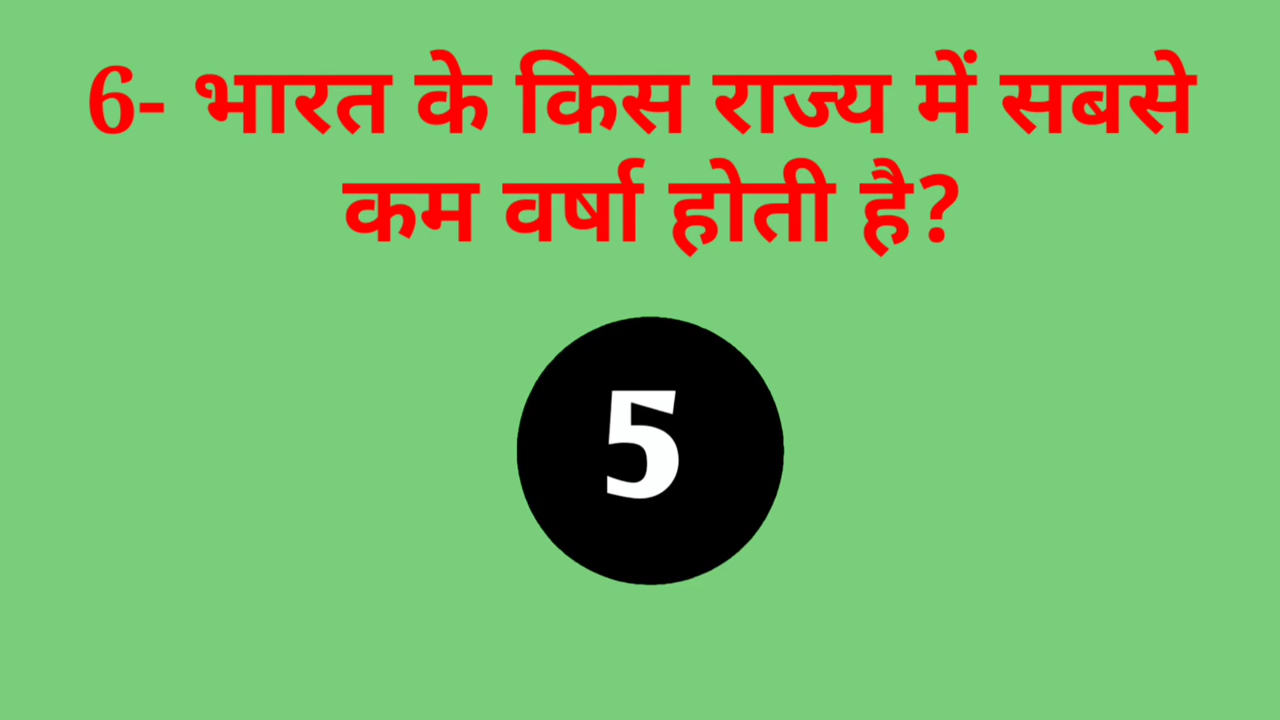 6- भारत के किस राज्य में सबसे
कम वर्षा होती है?
5